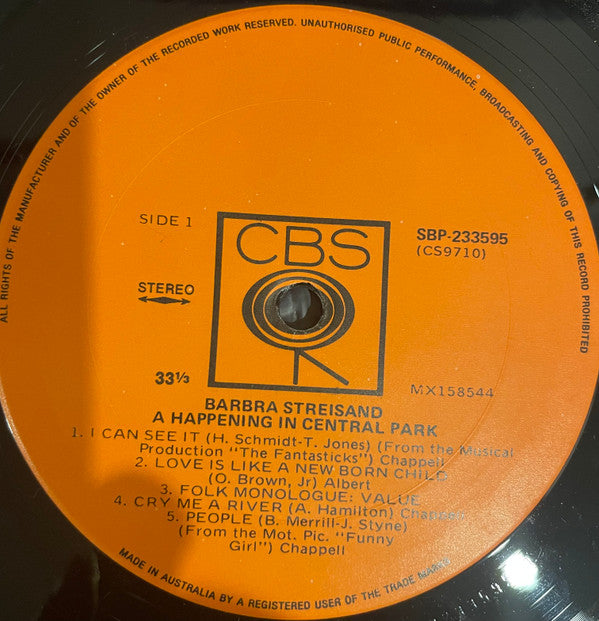 ALL RIGHTS OF THE MANUFACTURER AND OF THE OWNER OF THE RECORDED WORK RESERVED. UNAUTHORISED PUBLIC PERFORMANCE, BROADCASTING AND COPYING OF THIS RECORD PROHIBITED
SIDE 1
CBS
SBP-233595
(CS9710)
STEREO
33⅓
MX158544
BARBRA STREISAND
A HAPPENING IN CENTRAL PARK
1. I CAN SEE IT (H. Schmidt-T. Jones) (From the Musical
Production "The Fantasticks") Chappell
2. LOVE IS LIKE A NEW BORN CHILD
(O. Brown, Jr) Albert
3. FOLK MONOLOGUE: VALUE
4. CRY ME A RIVER (A. Hamilton) Chappell
5. PEOPLE (B. Merrill-J. Styne)
(From the Mot. Pic. "Funny
Girl") Chappell
MADE IN AUSTRALIA BY A REGISTERED USER OF THE TRADE MARKS